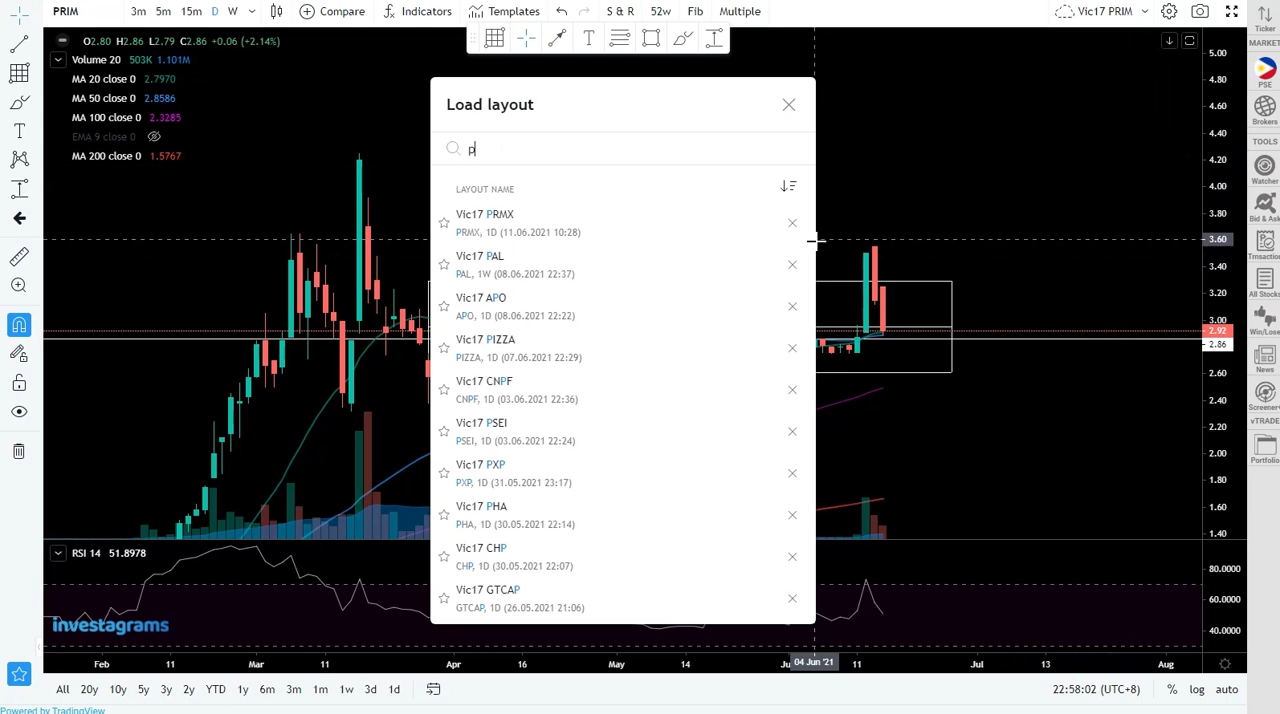 PRIM 3m 5m 15m D W Compare Indicators Templates S & R 52w Fib Multiple Vic17 PRIM
Ticker
MARKET
PSE
Brokers
TOOLS
Watcher
Bid & Ask
Trnsaction
All Stocks
Win/Lose
News
Screener
vTRADE
Portfolio
O2.80 H2.86 L2.79 C2.86 +0.06 (+2.14%)
Volume 20 503K 1.101M
MA 20 close 0 2.7970
MA 50 close 0 2.8586
MA 100 close 0 2.3285
EMA 9 close 0
MA 200 close 0 1.5767
Load layout
p
LAYOUT NAME
Vic17 PRMX
PRMX, 1D (11.06.2021 10:28)
Vic17 PAL
PAL, 1W (08.06.2021 22:37)
Vic17 APO
APO, 1D (08.06.2021 22:22)
Vic17 PIZZA
PIZZA, 1D (07.06.2021 22:29)
Vic17 CNPF
CNPF, 1D (03.06.2021 22:36)
Vic17 PSEI
PSEI, 1D (03.06.2021 22:24)
Vic17 PXP
PXP, 1D (31.05.2021 23:17)
Vic17 PHA
PHA, 1D (30.05.2021 22:14)
Vic17 CHP
CHP, 1D (30.05.2021 22:07)
Vic17 GTCAP
GTCAP, 1D (26.05.2021 21:06)
5.00
4.80
4.60
4.40
4.20
4.00
3.80
3.60
3.40
3.20
3.00
2.92
2.86
2.60
2.40
2.20
2.00
1.80
1.60
1.40
RSI 14 51.8978
80.0000
60.0000
40.0000
investagrams
Feb 11 Mar 11 Apr 16 May 14 Ju 04 Jun '21 11 Jul 13 Aug
All 20y 10y 5y 3y 2y YTD 1y 6m 3m 1m 1w 3d 1d 22:58:02 (UTC+8) % log auto
Powered by TradingView